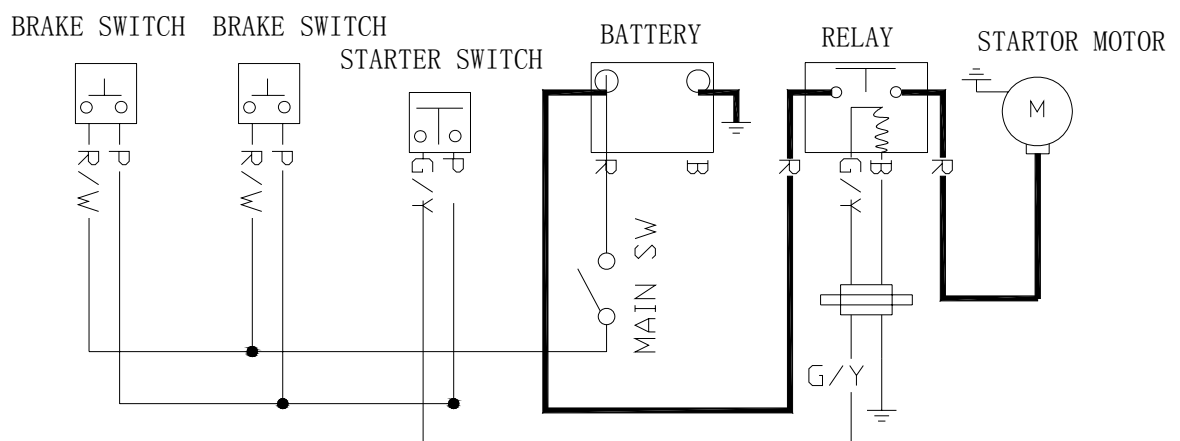 BRAKE SWITCH
BRAKE SWITCH
STARTER SWITCH
BATTERY
RELAY
STARTOR MOTOR
M
R/W
P
R/W
P
G/Y
P
R
B
R
G/Y
B
R
MAIN SW
G/Y